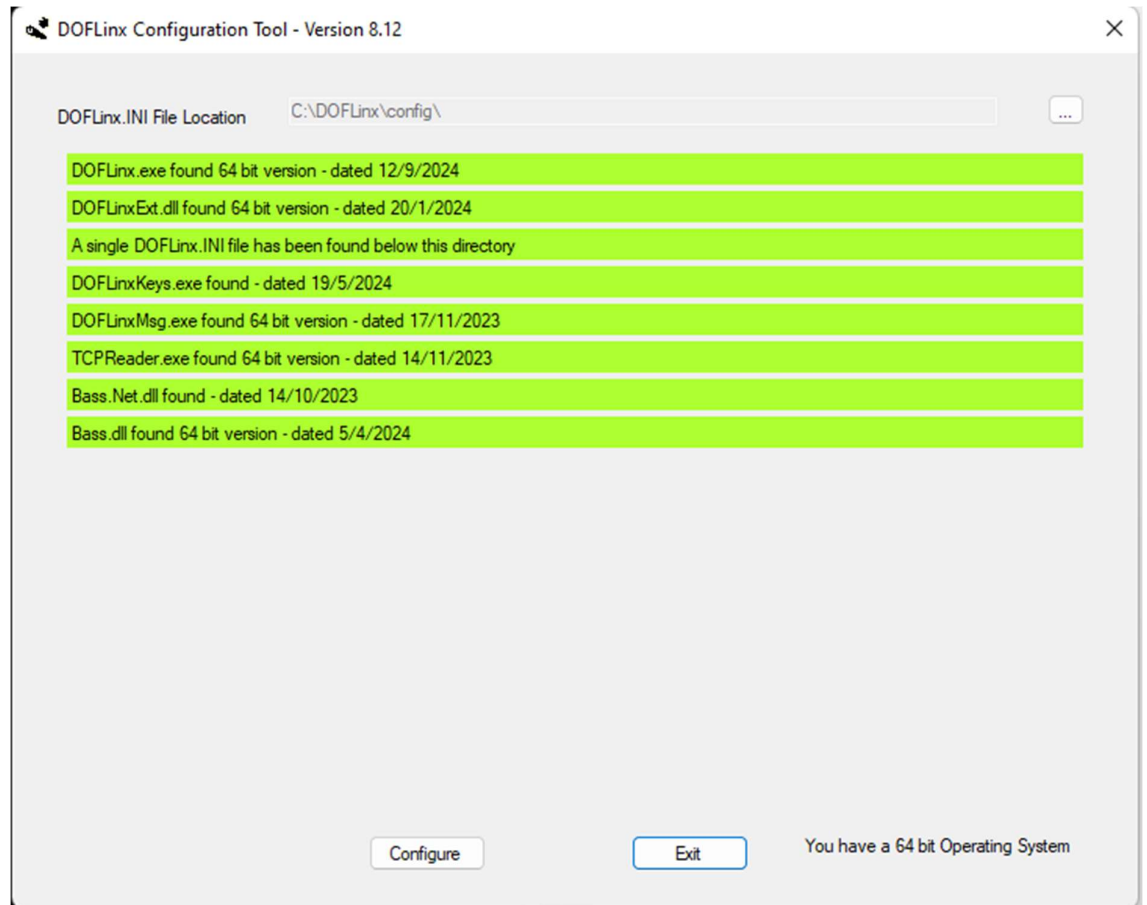 DOFLinx Configuration Tool - Version 8.12
DOFLinx.INI File Location
C:\DOFLinx\config\
...
DOFLinx.exe found 64 bit version - dated 12/9/2024
DOFLinxExt.dll found 64 bit version - dated 20/1/2024
A single DOFLinx.INI file has been found below this directory
DOFLinxKeys.exe found - dated 19/5/2024
DOFLinxMsg.exe found 64 bit version - dated 17/11/2023
TCPReader.exe found 64 bit version - dated 14/11/2023
Bass.Net.dll found - dated 14/10/2023
Bass.dll found 64 bit version - dated 5/4/2024
Configure
Exit
You have a 64 bit Operating System